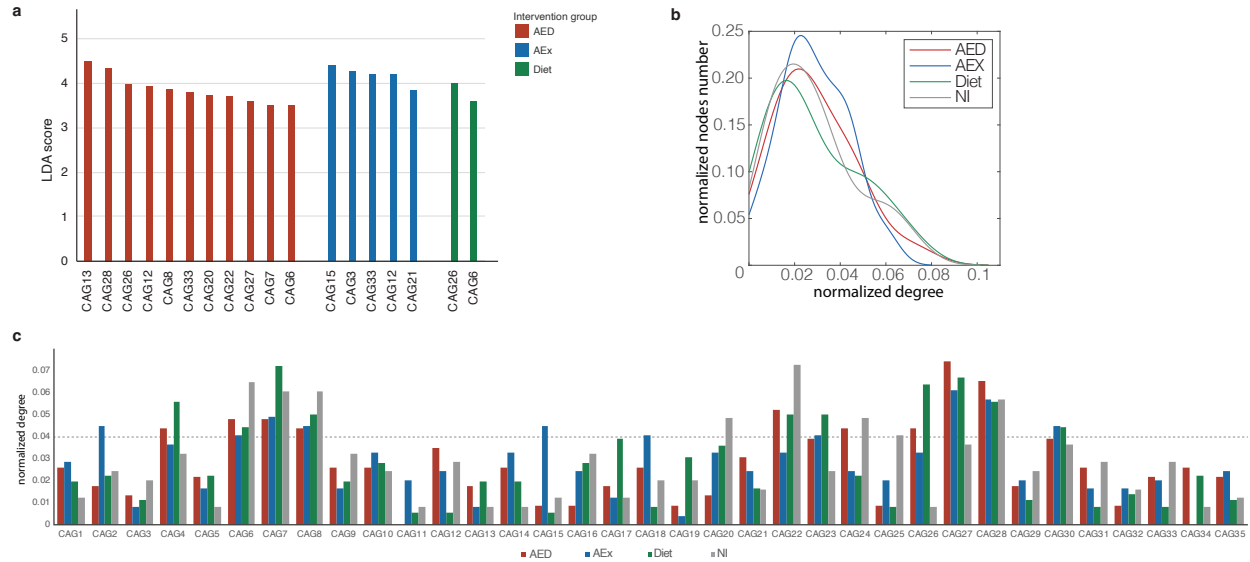 a
Intervention group
AED
AEx
Diet
LDA score
5
4
3
2
1
0
CAG13
CAG28
CAG26
CAG12
CAG8
CAG33
CAG20
CAG22
CAG27
CAG7
CAG6
CAG15
CAG3
CAG33
CAG12
CAG21
CAG26
CAG6
b
normalized nodes number
0.25
0.20
0.15
0.10
0.05
0
0.02 0.04 0.06 0.08 0.1
normalized degree
AED
AEX
Diet
NI
c
normalized degree
0.07
0.06
0.05
0.04
0.03
0.02
0.01
0
CAG1 CAG2 CAG3 CAG4 CAG5 CAG6 CAG7 CAG8 CAG9 CAG10 CAG11 CAG12 CAG13 CAG14 CAG15 CAG16 CAG17 CAG18 CAG19 CAG20 CAG21 CAG22 CAG23 CAG24 CAG25 CAG26 CAG27 CAG28 CAG29 CAG30 CAG31 CAG32 CAG33 CAG34 CAG35
AED AEx Diet NI